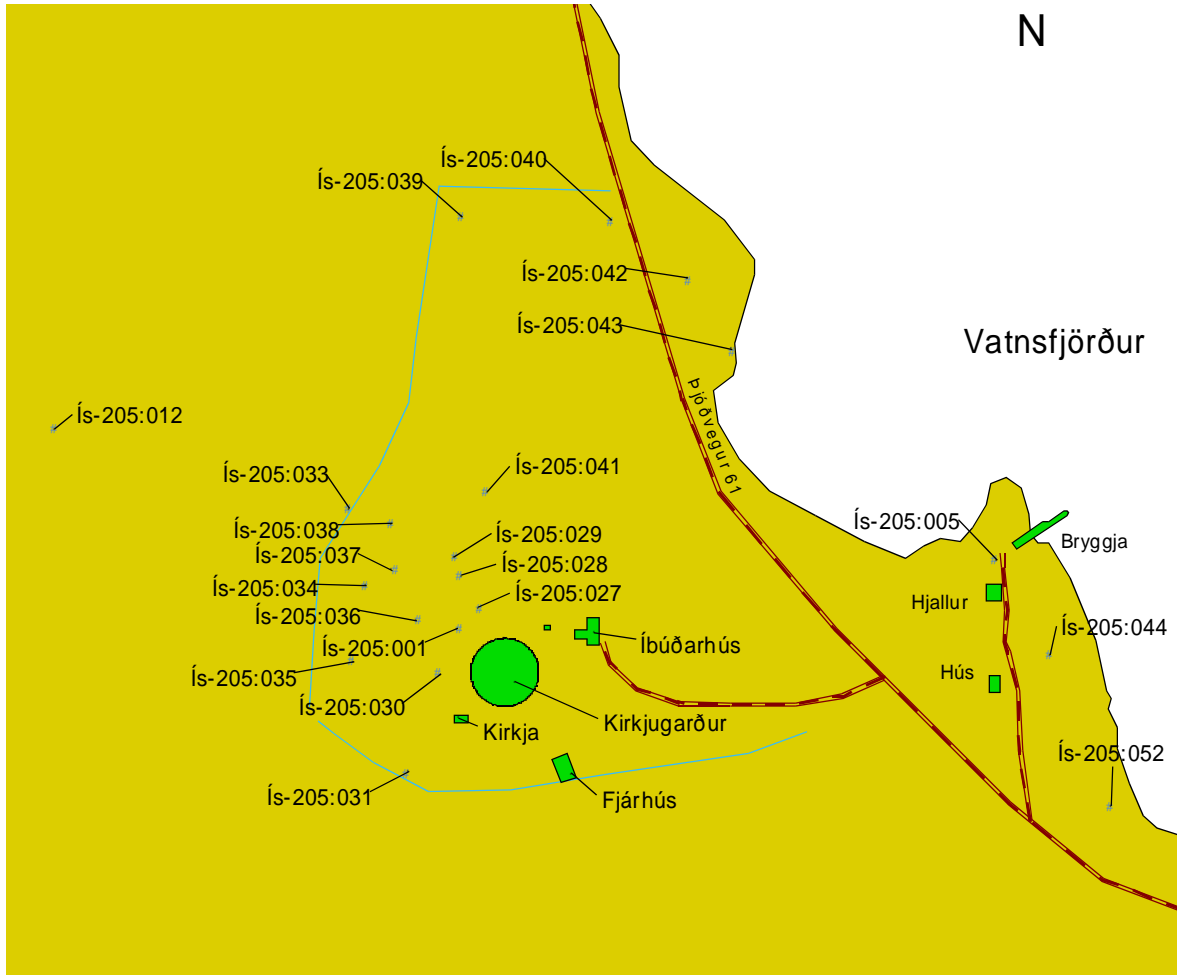 N
Ís-205:040
Ís-205:039
Ís-205:042
Ís-205:043
Vatnsfjörður
Þjóðvegur 61
Ís-205:012
Ís-205:033
Ís-205:041
Ís-205:038
Ís-205:029
Ís-205:005
Bryggja
Ís-205:037
Ís-205:028
Ís-205:034
Ís-205:027
Hjallur
Ís-205:036
Ís-205:044
Ís-205:001
Íbúðarhús
Ís-205:035
Hús
Ís-205:030
Kirkja
Kirkjugarður
Ís-205:052
Ís-205:031
Fjárhús